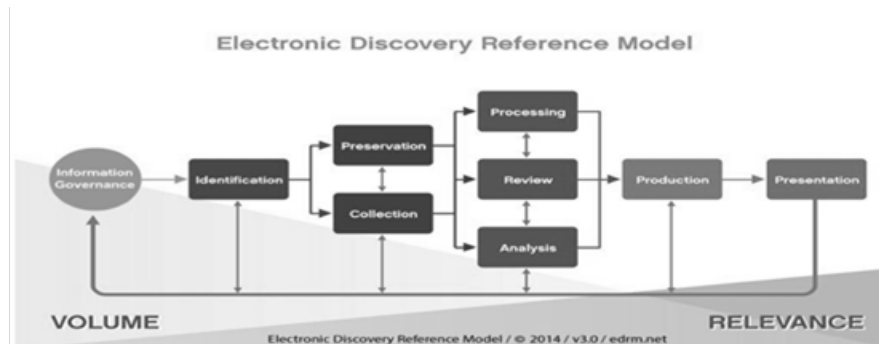 Electronic Discovery Reference Model
Processing
Preservation
Information
Governance
Identification
Review
Production
Presentation
Collection
Analysis
VOLUME
RELEVANCE
Electronic Discovery Reference Model / © 2014 / v3.0 / edrm.net